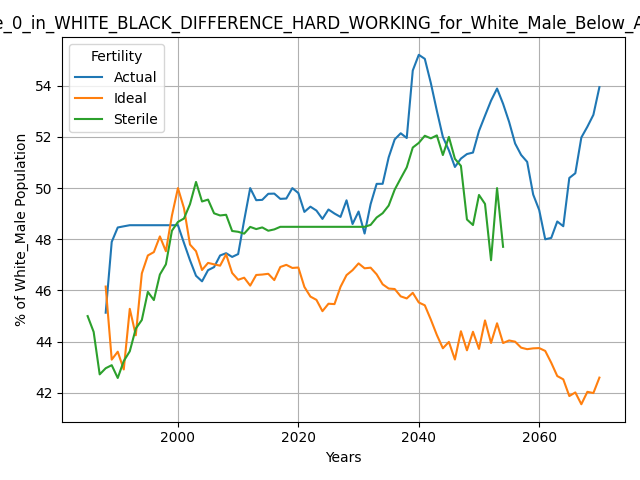 e_0_in_WHITE_BLACK_DIFFERENCE_HARD_WORKING_for_White_Male_Below_A
Fertility
Actual
Ideal
Sterile
54
52
50
48
46
44
42
% of White_Male Population
2000 2020 2040 2060
Years